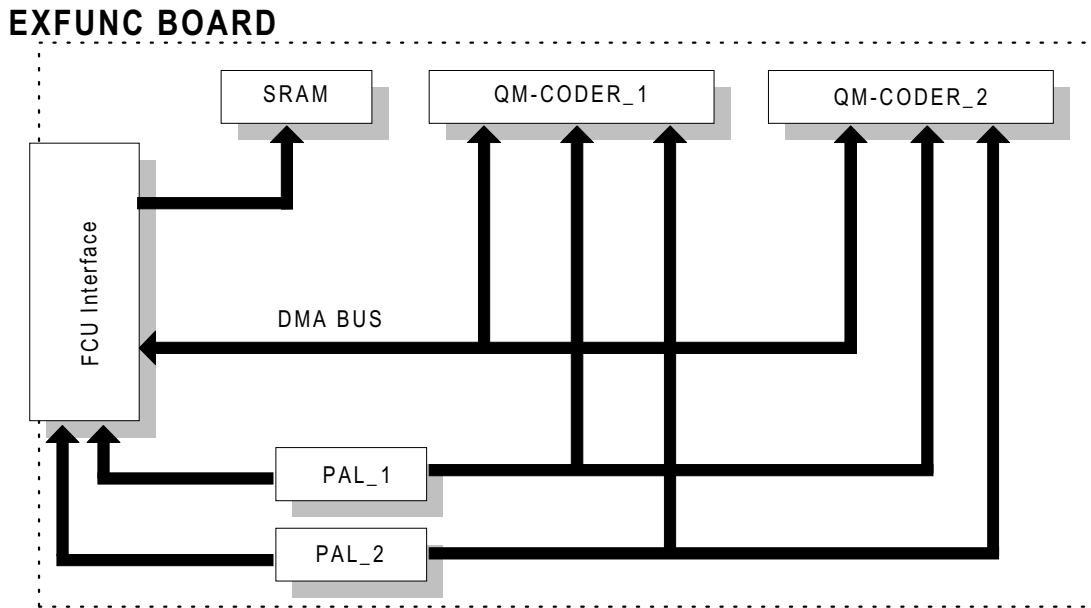 EXFUNC BOARD
SRAM
QM-CODER_1
QM-CODER_2
FCU Interface
DMA BUS
PAL_1
PAL_2